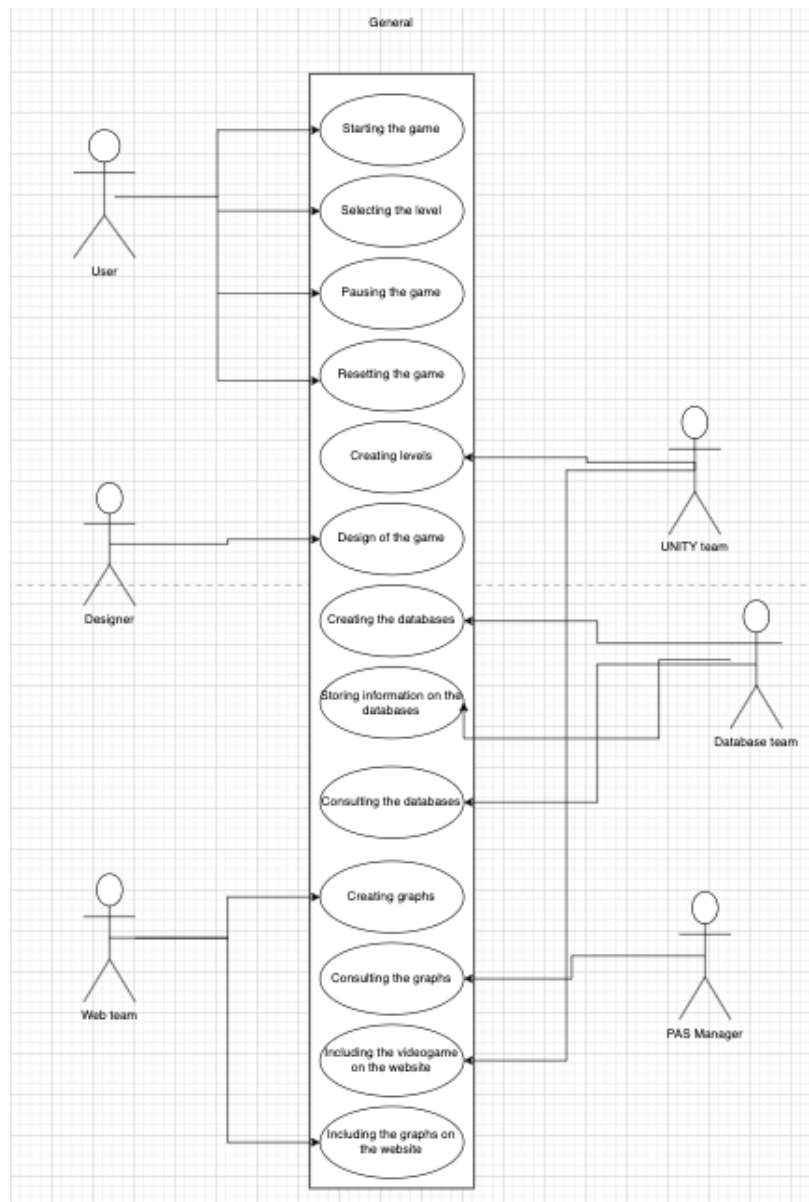 General
Starting the game
Selecting the level
User
Pausing the game
Resetting the game
Creating levels
UNITY team
Design of the game
Designer
Creating the databases
Storing information on the
databases
Database team
Consulting the databases
Creating graphs
Consulting the graphs
Web team
PAS Manager
Including the videogame
on the website
Including the graphs on
the website